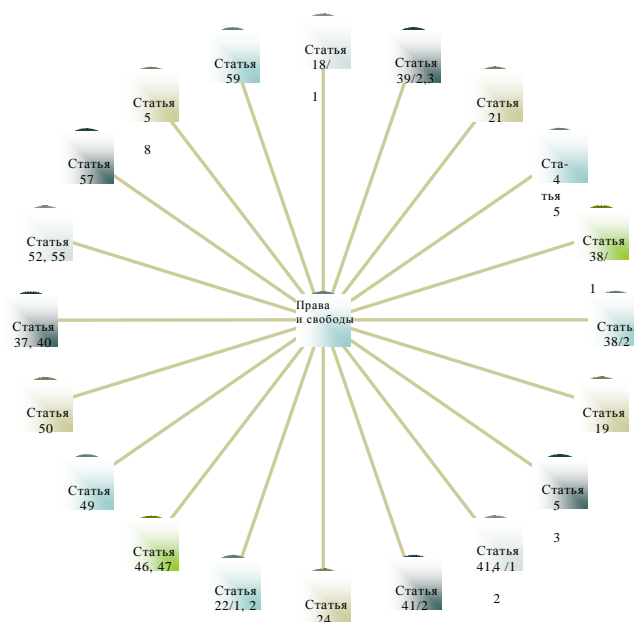 Статья
18/
1
Статья
39/2,3
Статья
21
Ста-
4
тья
5
Статья
38/
1
Статья
38/2
Статья
19
Статья
5
3
Статья
41,4 /1
2
Статья
41/2
Статья
24
Статья
22/1, 2
Статья
46, 47
Статья
49
Статья
50
Статья
37, 40
Статья
52, 55
Статья
57
Статья
5
8
Статья
59
Права
и свободы